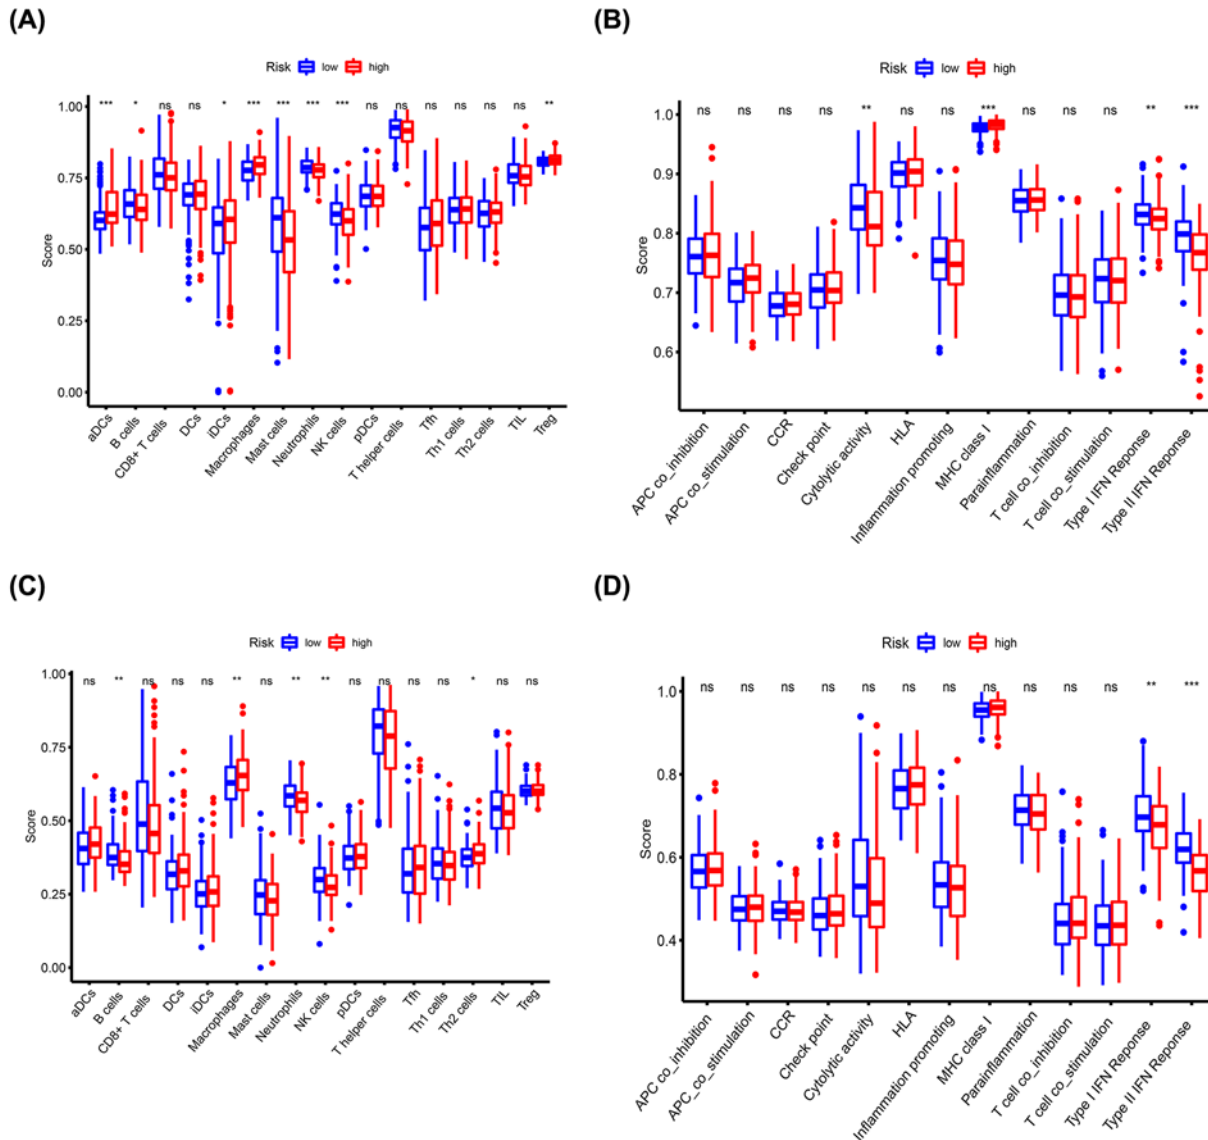 (A)
Risk low high
*** * ns ns * *** *** *** *** ns ns ns ns ns ns **
1.00
0.75
0.50
0.25
0.00
Score
aDCs
B cells
CD8+ T cells
DCs
iDCs
Macrophages
Mast cells
Neutrophils
NK cells
pDCs
T helper cells
Tfh
Th1 cells
Th2 cells
TIL
Treg
(B)
Risk low high
ns ns ns ns ** ns ns *** ns ns ns ** ***
1.0
0.9
0.8
0.7
0.6
Score
APC co_inhibition
APC co_stimulation
CCR
Check point
Cytolytic activity
HLA
Inflammation promoting
MHC class I
Parainflammation
T cell co_inhibition
T cell co_stimulation
Type I IFN Reponse
Type II IFN Reponse
(C)
Risk low high
ns ** ns ns ns ** ns ** ** ns ns ns ns * ns ns
1.00
0.75
0.50
0.25
0.00
Score
aDCs
B cells
CD8+ T cells
DCs
iDCs
Macrophages
Mast cells
Neutrophils
NK cells
pDCs
T helper cells
Tfh
Th1 cells
Th2 cells
TIL
Treg
(D)
Risk low high
ns ns ns ns ns ns ns ns ns ns ns ** ***
1.0
0.8
0.6
0.4
Score
APC co_inhibition
APC_co_stimulation
CCR
Check point
Cytolytic activity
HLA
Inflammation promoting
MHC class I
Parainflammation
T cell co_inhibition
T cell co_stimulation
Type I IFN Reponse
Type II IFN Reponse